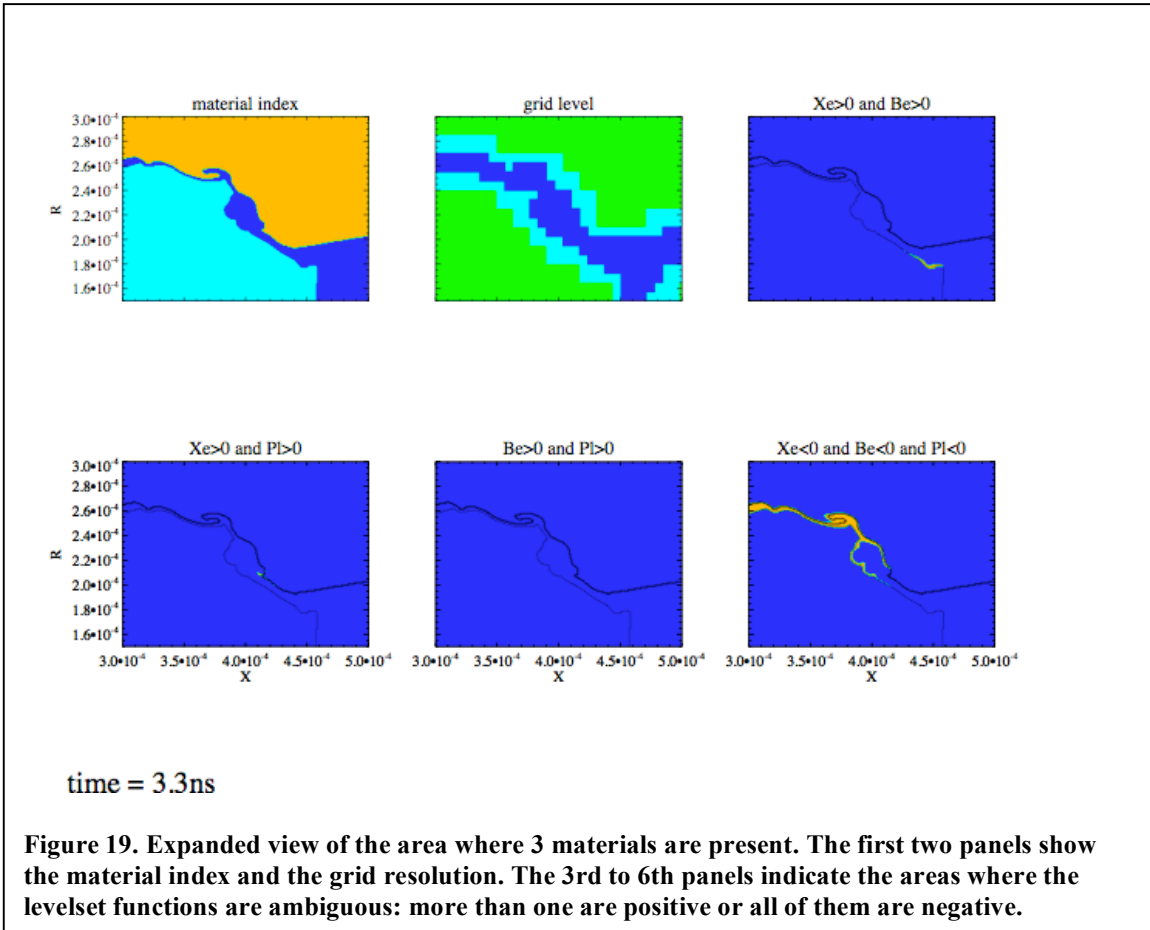 material index
grid level
Xe>0 and Be>0
3.0•10⁻⁴
2.8•10⁻⁴
2.6•10⁻⁴
2.4•10⁻⁴
2.2•10⁻⁴
2.0•10⁻⁴
1.8•10⁻⁴
1.6•10⁻⁴
R
Xe>0 and Pl>0
Be>0 and Pl>0
Xe<0 and Be<0 and Pl<0
3.0•10⁻⁴
2.8•10⁻⁴
2.6•10⁻⁴
2.4•10⁻⁴
2.2•10⁻⁴
2.0•10⁻⁴
1.8•10⁻⁴
1.6•10⁻⁴
R
3.0•10⁻⁴ 3.5•10⁻⁴ 4.0•10⁻⁴ 4.5•10⁻⁴ 5.0•10⁻⁴
X
3.0•10⁻⁴ 3.5•10⁻⁴ 4.0•10⁻⁴ 4.5•10⁻⁴ 5.0•10⁻⁴
X
3.0•10⁻⁴ 3.5•10⁻⁴ 4.0•10⁻⁴ 4.5•10⁻⁴ 5.0•10⁻⁴
X
time = 3.3ns
Figure 19. Expanded view of the area where 3 materials are present. The first two panels show
the material index and the grid resolution. The 3rd to 6th panels indicate the areas where the
levelset functions are ambiguous: more than one are positive or all of them are negative.